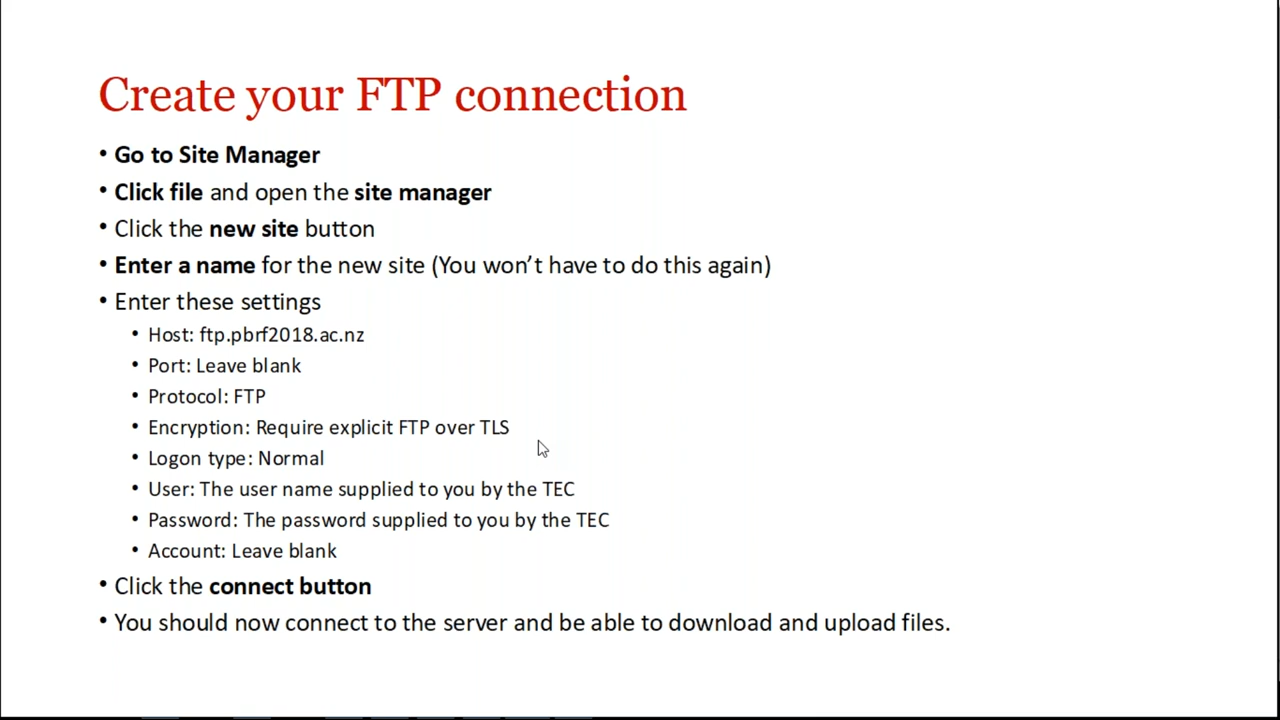 Create your FTP connection
• Go to Site Manager
• Click file and open the site manager
• Click the new site button
• Enter a name for the new site (You won't have to do this again)
• Enter these settings
• Host: ftp.pbrf2018.ac.nz
• Port: Leave blank
• Protocol: FTP
• Encryption: Require explicit FTP over TLS
• Logon type: Normal
• User: The user name supplied to you by the TEC
• Password: The password supplied to you by the TEC
• Account: Leave blank
• Click the connect button
• You should now connect to the server and be able to download and upload files.